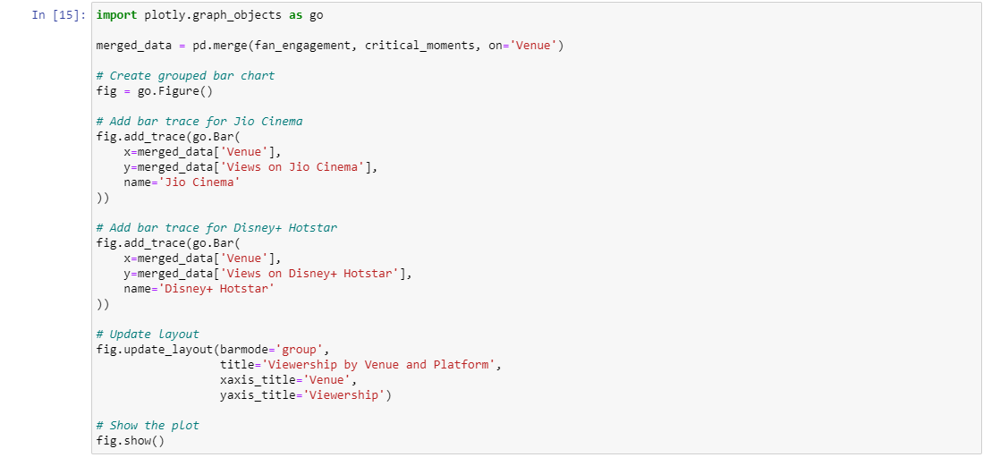 In [15]: import plotly.graph_objects as go
merged_data = pd.merge(fan_engagement, critical_moments, on='Venue')
# Create grouped bar chart
fig = go.Figure()
# Add bar trace for Jio Cinema
fig.add_trace(go.Bar(
    x=merged_data['Venue'],
    y=merged_data['Views on Jio Cinema'],
    name='Jio Cinema'
))
# Add bar trace for Disney+ Hotstar
fig.add_trace(go.Bar(
    x=merged_data['Venue'],
    y=merged_data['Views on Disney+ Hotstar'],
    name='Disney+ Hotstar'
))
# Update layout
fig.update_layout(barmode='group',
                  title='Viewership by Venue and Platform',
                  xaxis_title='Venue',
                  yaxis_title='Viewership')
# Show the plot
fig.show()